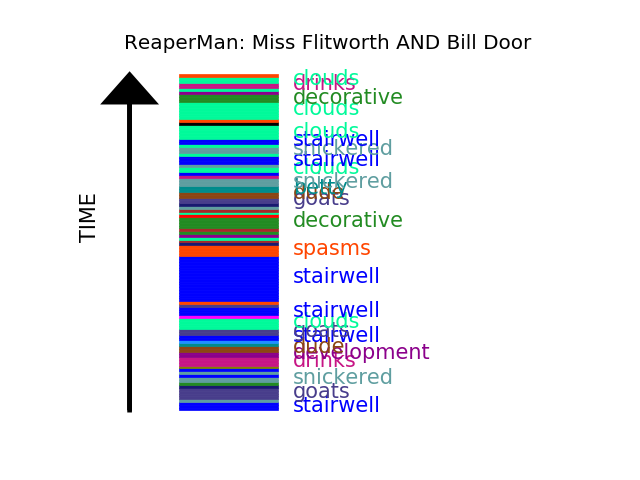 ReaperMan: Miss Flitworth AND Bill Door
clouds
drinks
decorative
clouds
clouds
stairwell
snickered
stairwell
clouds
snickered
dude
goats
decorative
TIME
spasms
stairwell
stairwell
clouds
goats
stairwell
dude
development
drinks
snickered
goats
stairwell